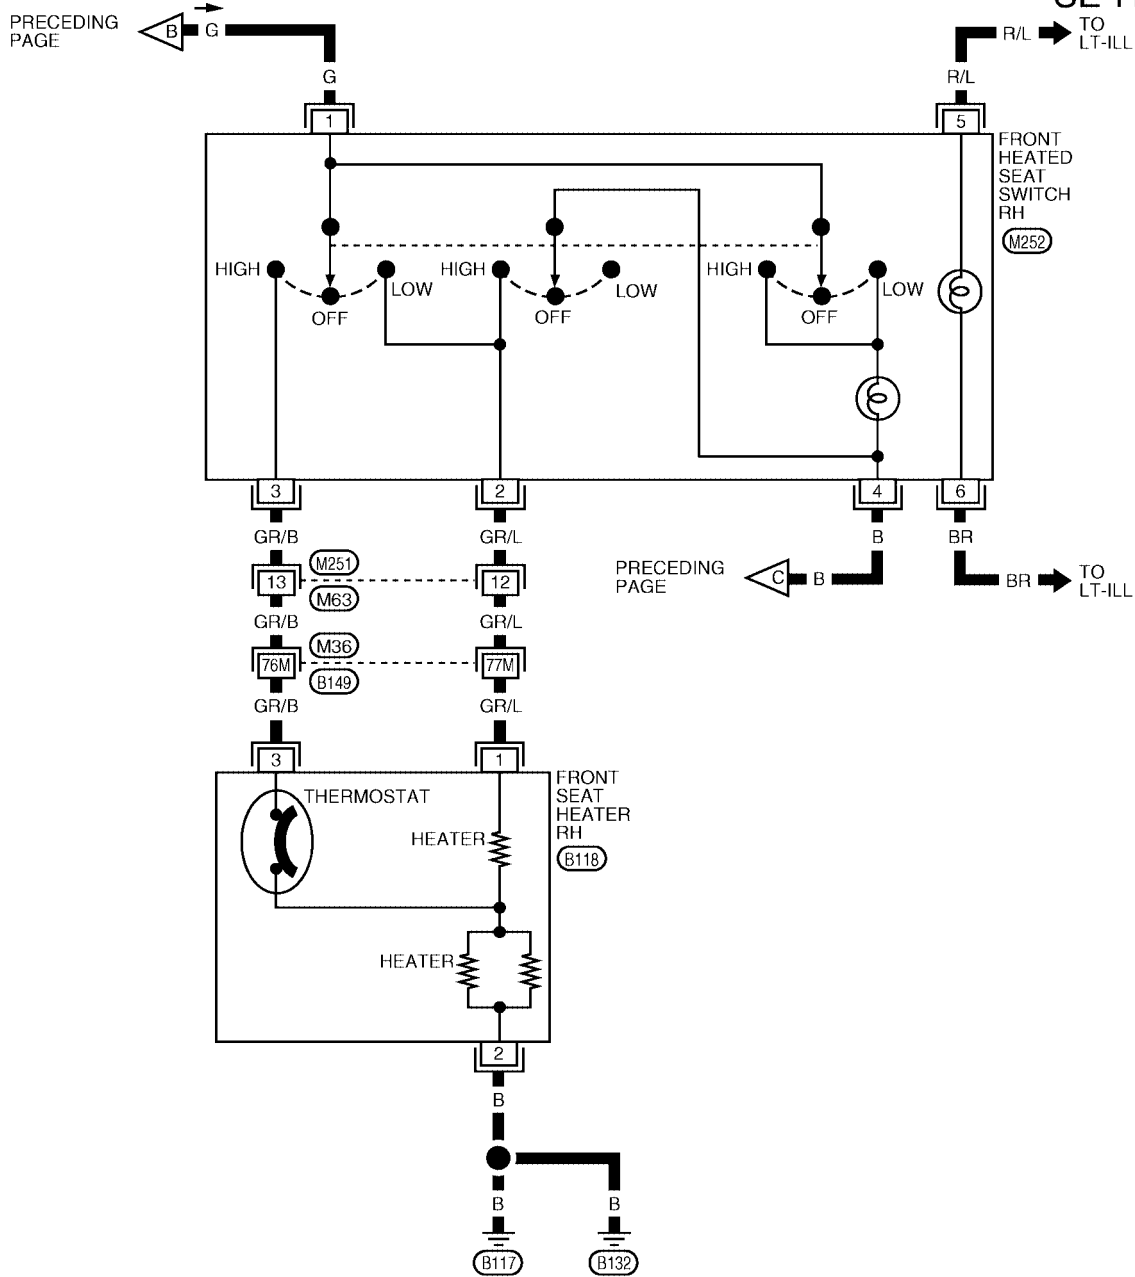 PRECEDING
PAGE
B
G
G
1
R/L
TO
LT-ILL
R/L
5
FRONT
HEATED
SEAT
SWITCH
RH
M252
HIGH
LOW
OFF
HIGH
LOW
OFF
HIGH
LOW
OFF
3
2
4
6
GR/B
GR/L
B
BR
PRECEDING
PAGE
C
B
BR
TO
LT-ILL
M251
13
12
M63
GR/B
GR/L
M36
76M
77M
B149
GR/B
GR/L
3
1
FRONT
SEAT
HEATER
RH
B118
THERMOSTAT
HEATER
HEATER
2
B
B
B
B117
B132